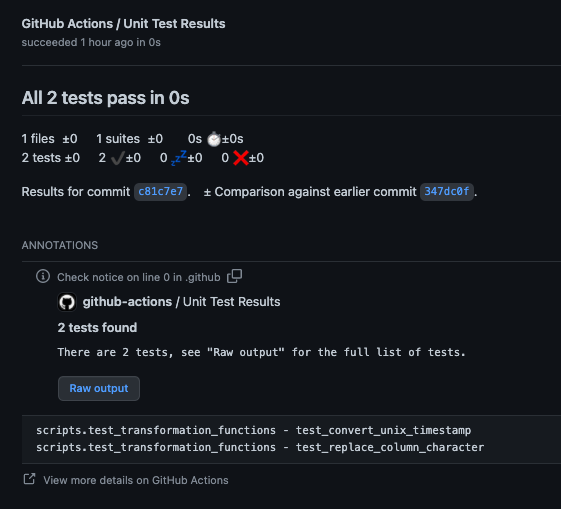 GitHub Actions / Unit Test Results
succeeded 1 hour ago in 0s
All 2 tests pass in 0s
1 files ±0 1 suites ±0 0s ⏱️±0s
2 tests ±0 2 ✔️±0 0 💤±0 0 ❌±0
Results for commit c81c7e7. ± Comparison against earlier commit 347dc0f.
ANNOTATIONS
Check notice on line 0 in .github
github-actions / Unit Test Results
2 tests found
There are 2 tests, see "Raw output" for the full list of tests.
Raw output
scripts.test_transformation_functions - test_convert_unix_timestamp
scripts.test_transformation_functions - test_replace_column_character
View more details on GitHub Actions